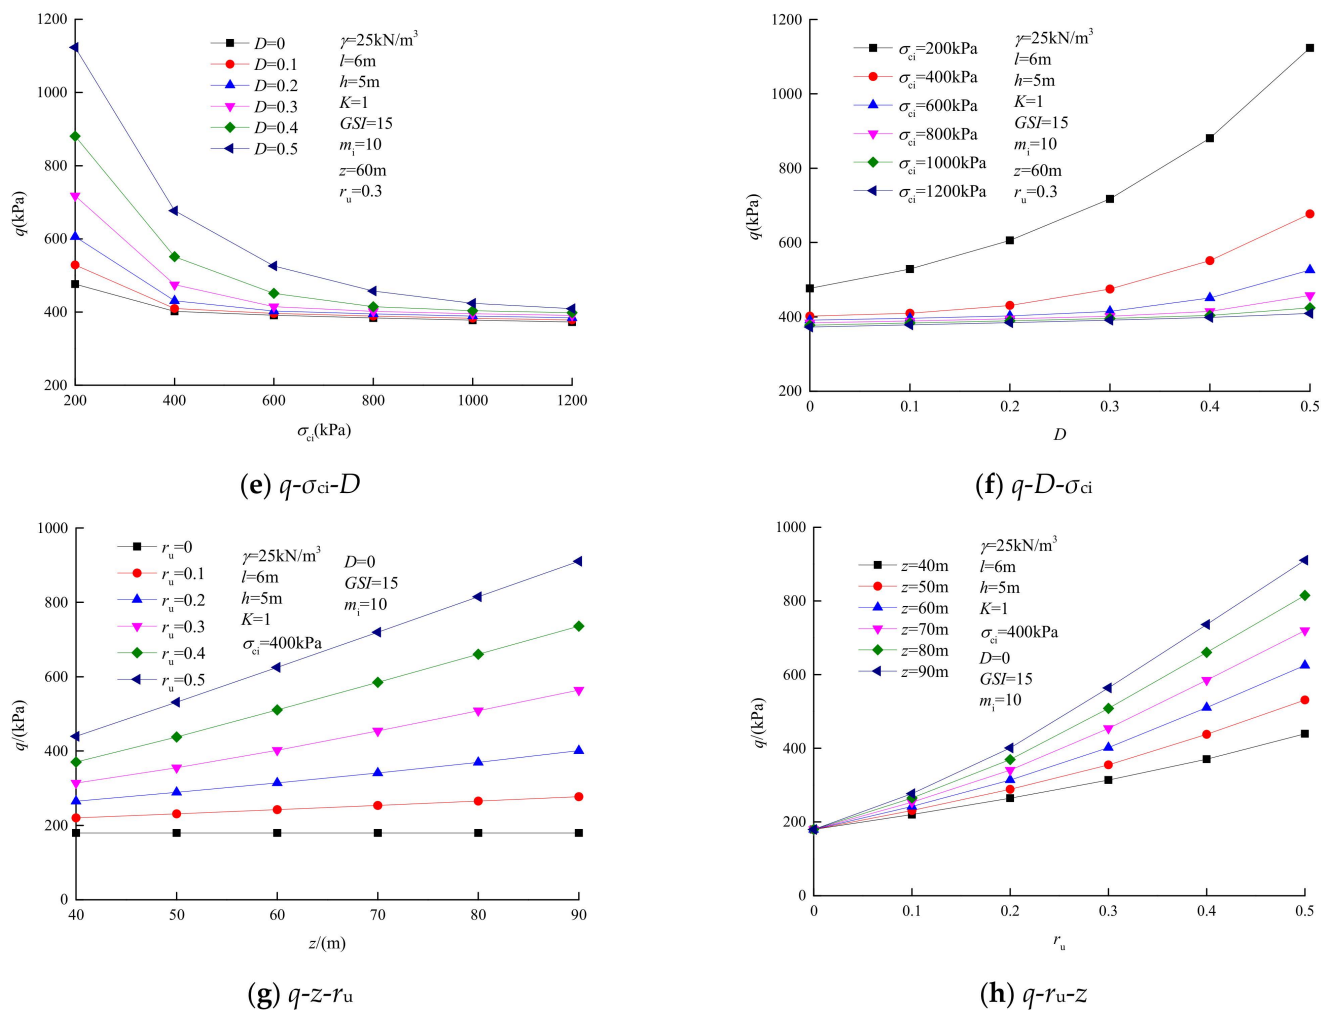 1200
1000
800
600
400
200
q(kPa)
D=0
D=0.1
D=0.2
D=0.3
D=0.4
D=0.5
γ=25kN/m³
l=6m
h=5m
K=1
GSI=15
mi=10
z=60m
ru=0.3
200 400 600 800 1000 1200
σci(kPa)
(e) q-σci-D
1200
1000
800
600
400
200
q(kPa)
σci=200kPa
σci=400kPa
σci=600kPa
σci=800kPa
σci=1000kPa
σci=1200kPa
γ=25kN/m³
l=6m
h=5m
K=1
GSI=15
mi=10
z=60m
ru=0.3
0 0.1 0.2 0.3 0.4 0.5
D
(f) q-D-σci
1000
800
600
400
200
0
q/(kPa)
ru=0
ru=0.1
ru=0.2
ru=0.3
ru=0.4
ru=0.5
γ=25kN/m³
l=6m
h=5m
K=1
σci=400kPa
D=0
GSI=15
mi=10
40 50 60 70 80 90
z/(m)
(g) q-z-ru
1000
800
600
400
200
0
q/(kPa)
z=40m
z=50m
z=60m
z=70m
z=80m
z=90m
γ=25kN/m³
l=6m
h=5m
K=1
σci=400kPa
D=0
GSI=15
mi=10
0 0.1 0.2 0.3 0.4 0.5
ru
(h) q-ru-z